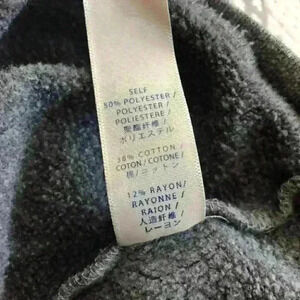 SELF
50% POLYESTER/
POLYESTER /
POLIESTERE /
聚酯纤维 /
ポリエステル
38% COTTON/
COTON/COTONE/
棉/コットン
12% RAYON/
RAYONNE /
RAION /
人造纤维 /
レーヨン